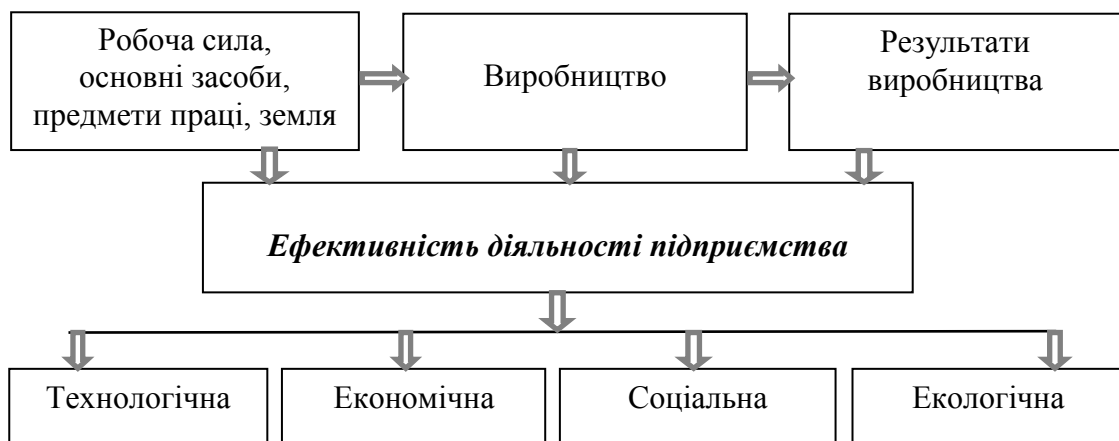 Робоча сила,
основні засоби,
предмети праці, земля
Виробництво
Результати
виробництва
Ефективність діяльності підприємства
Технологічна
Економічна
Соціальна
Екологічна